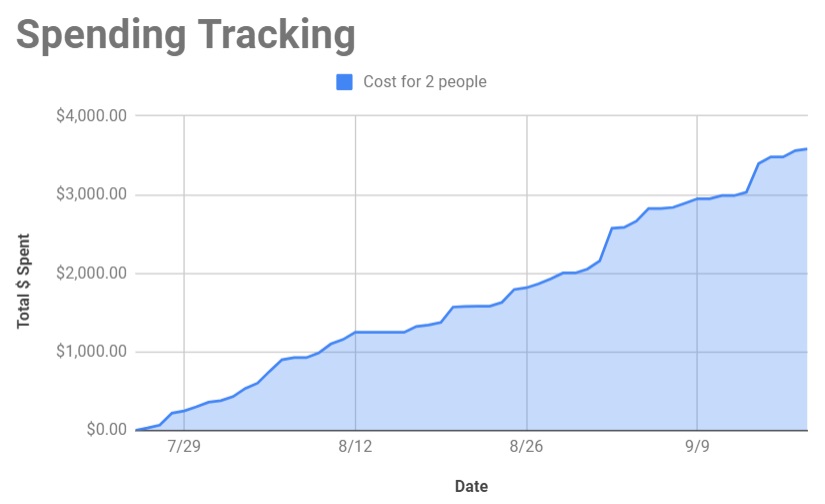 Spending Tracking
Cost for 2 people
$4,000.00
$3,000.00
$2,000.00
$1,000.00
$0.00
Total $ Spent
7/29 8/12 8/26 9/9
Date